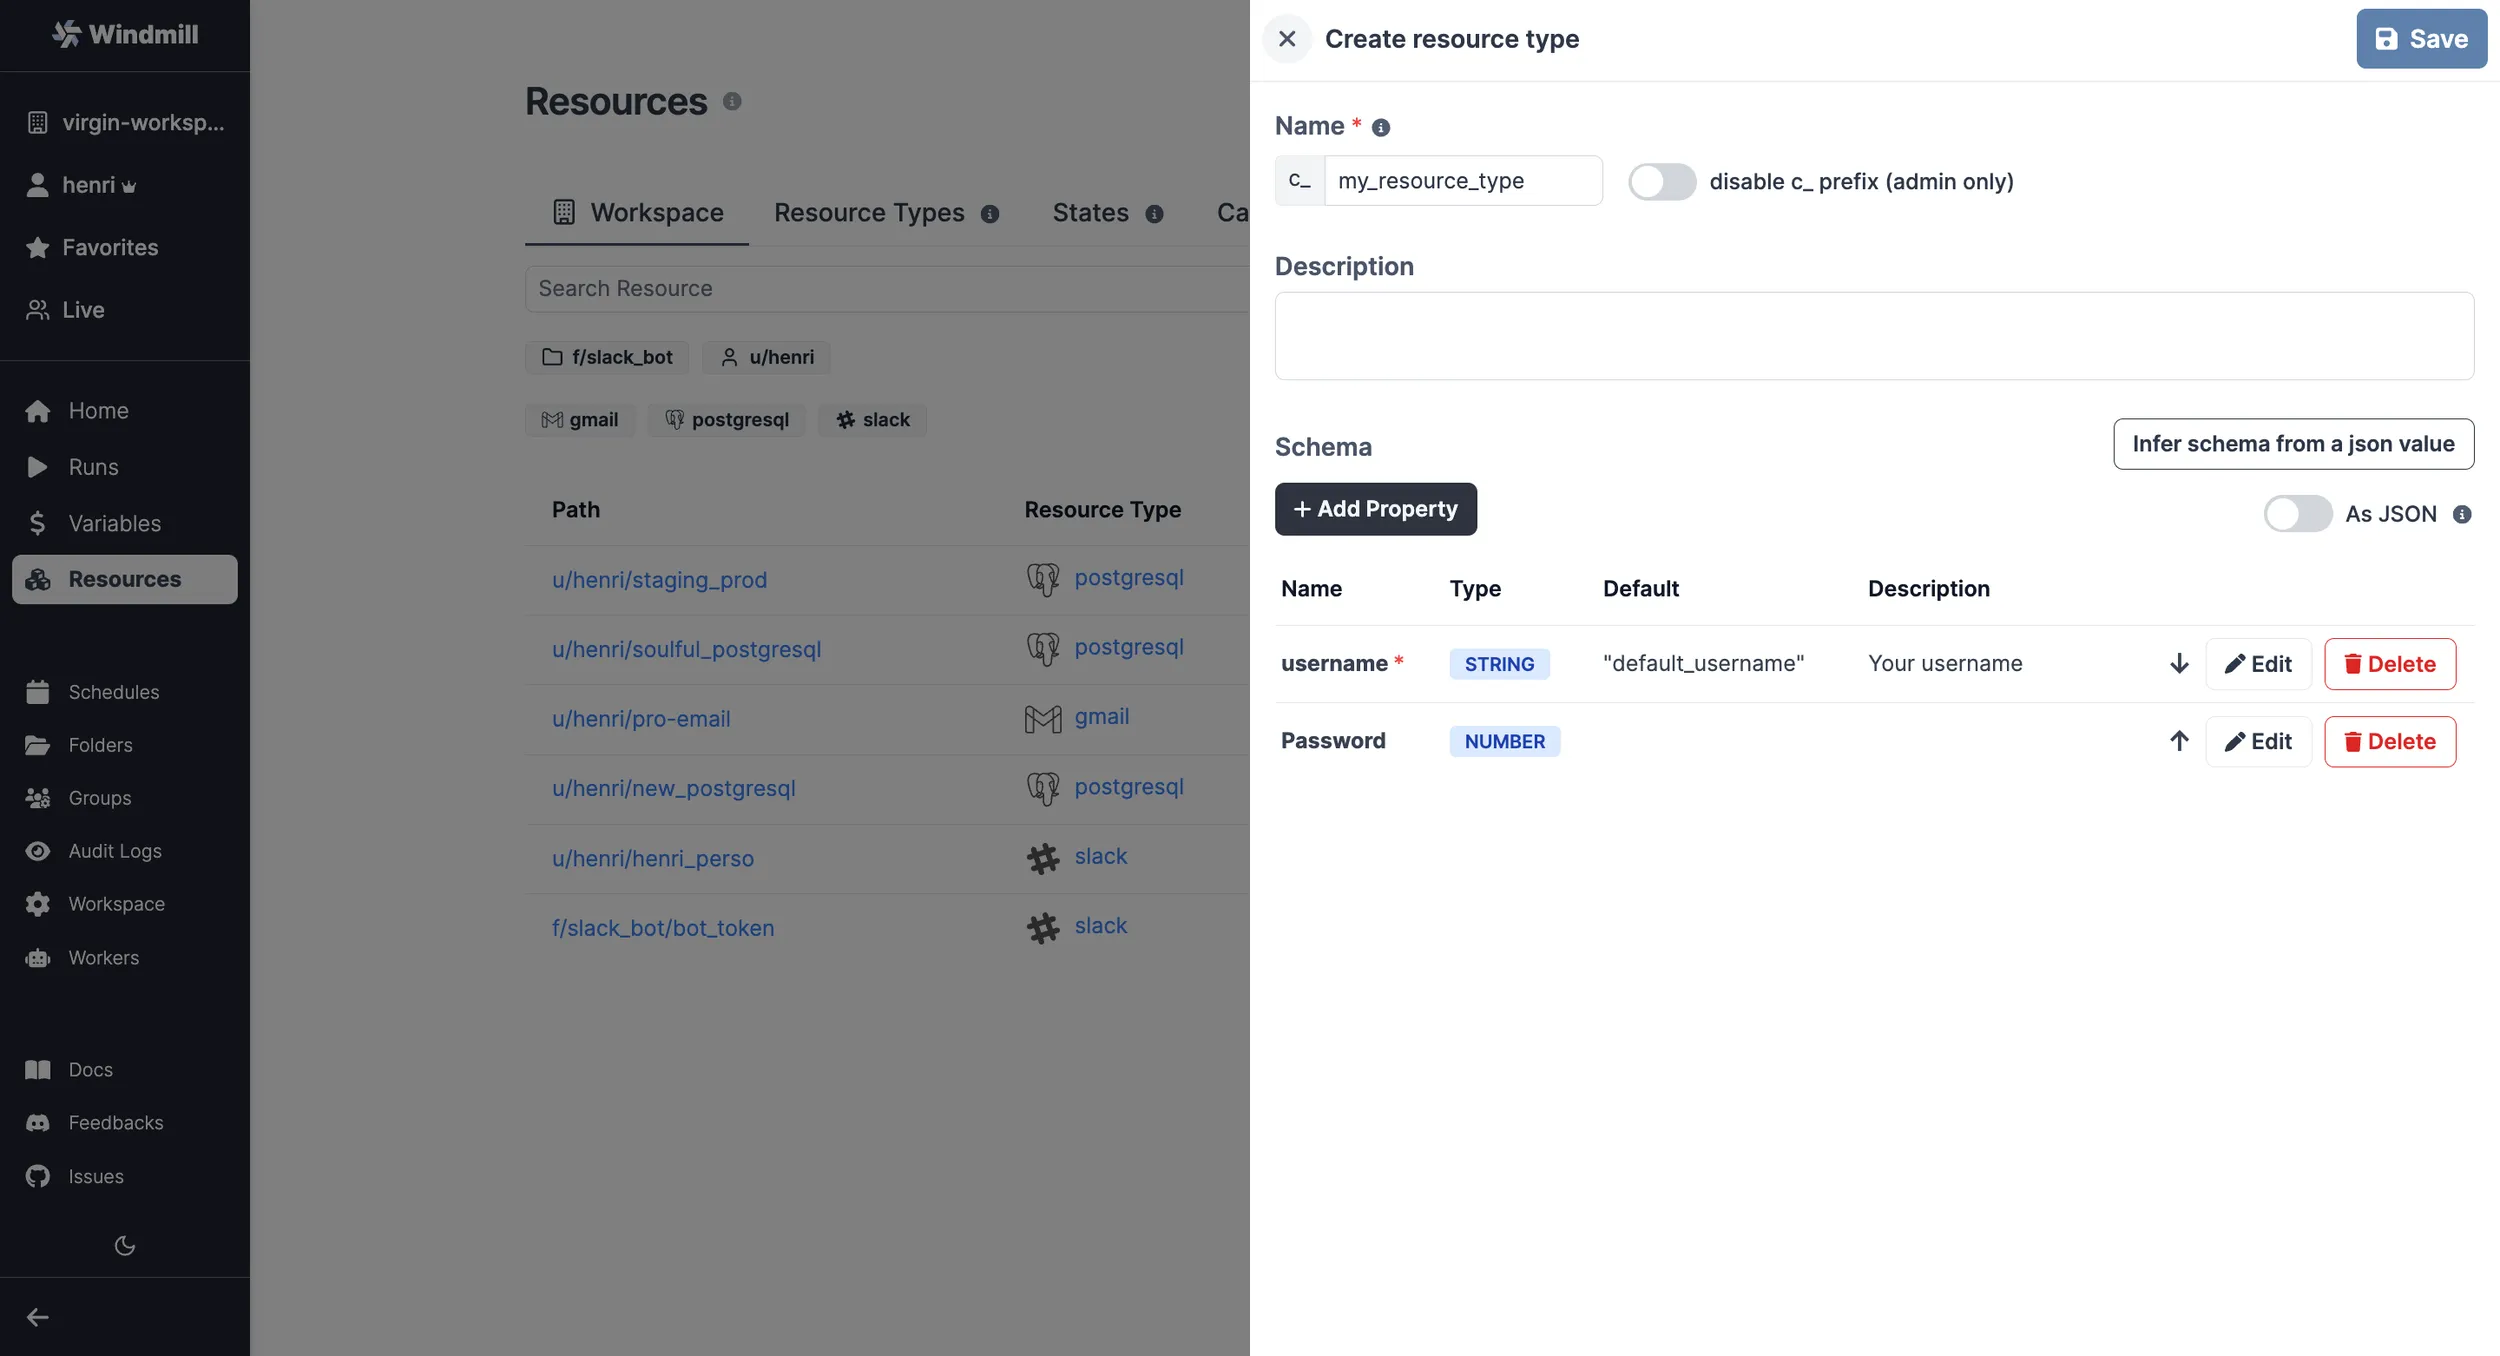 Windmill
virgin-worksp...
henri
Favorites
Live
Home
Runs
Variables
Resources
Schedules
Folders
Groups
Audit Logs
Workspace
Workers
Docs
Feedbacks
Issues
Resources
Workspace Resource Types States Ca
Search Resource
f/slack_bot u/henri
gmail postgresql slack
Path Resource Type
u/henri/staging_prod postgresql
u/henri/soulful_postgresql postgresql
u/henri/pro-email gmail
u/henri/new_postgresql postgresql
u/henri/henri_perso slack
f/slack_bot/bot_token slack
Create resource type Save
Name *
c_ my_resource_type disable c_ prefix (admin only)
Description
Schema Infer schema from a json value
+ Add Property As JSON
Name Type Default Description
username * STRING "default_username" Your username Edit Delete
Password NUMBER Edit Delete